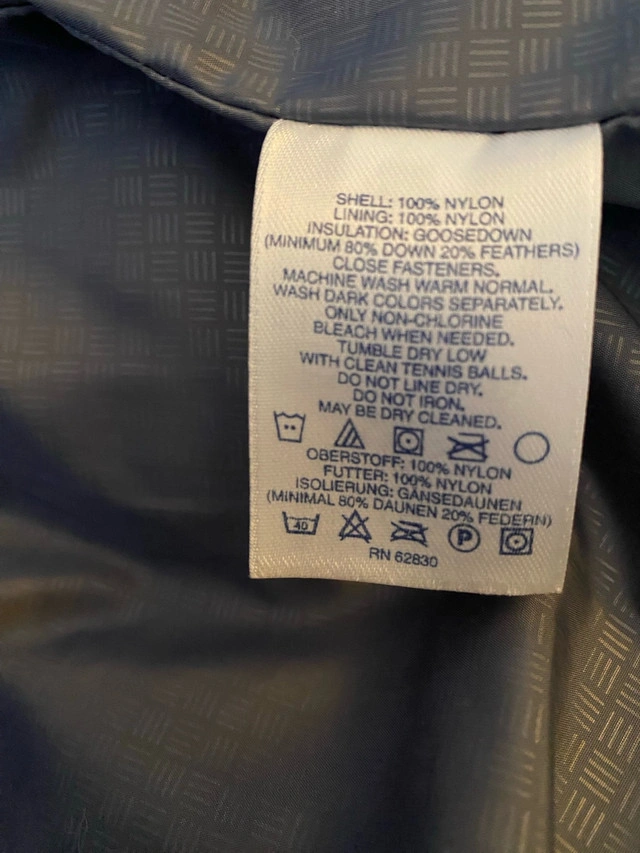 SHELL: 100% NYLON
LINING: 100% NYLON
INSULATION: GOOSEDOWN
(MINIMUM 80% DOWN 20% FEATHERS)
CLOSE FASTENERS.
MACHINE WASH WARM NORMAL.
WASH DARK COLORS SEPARATELY.
ONLY NON-CHLORINE
BLEACH WHEN NEEDED.
TUMBLE DRY LOW
WITH CLEAN TENNIS BALLS.
DO NOT LINE DRY.
DO NOT IRON.
MAY BE DRY CLEANED.
OBERSTOFF: 100% NYLON
FUTTER: 100% NYLON
ISOLIERUNG: GÄNSEDAUNEN
(MINIMAL 80% DAUNEN 20% FEDERN)
40 P
RN 62830